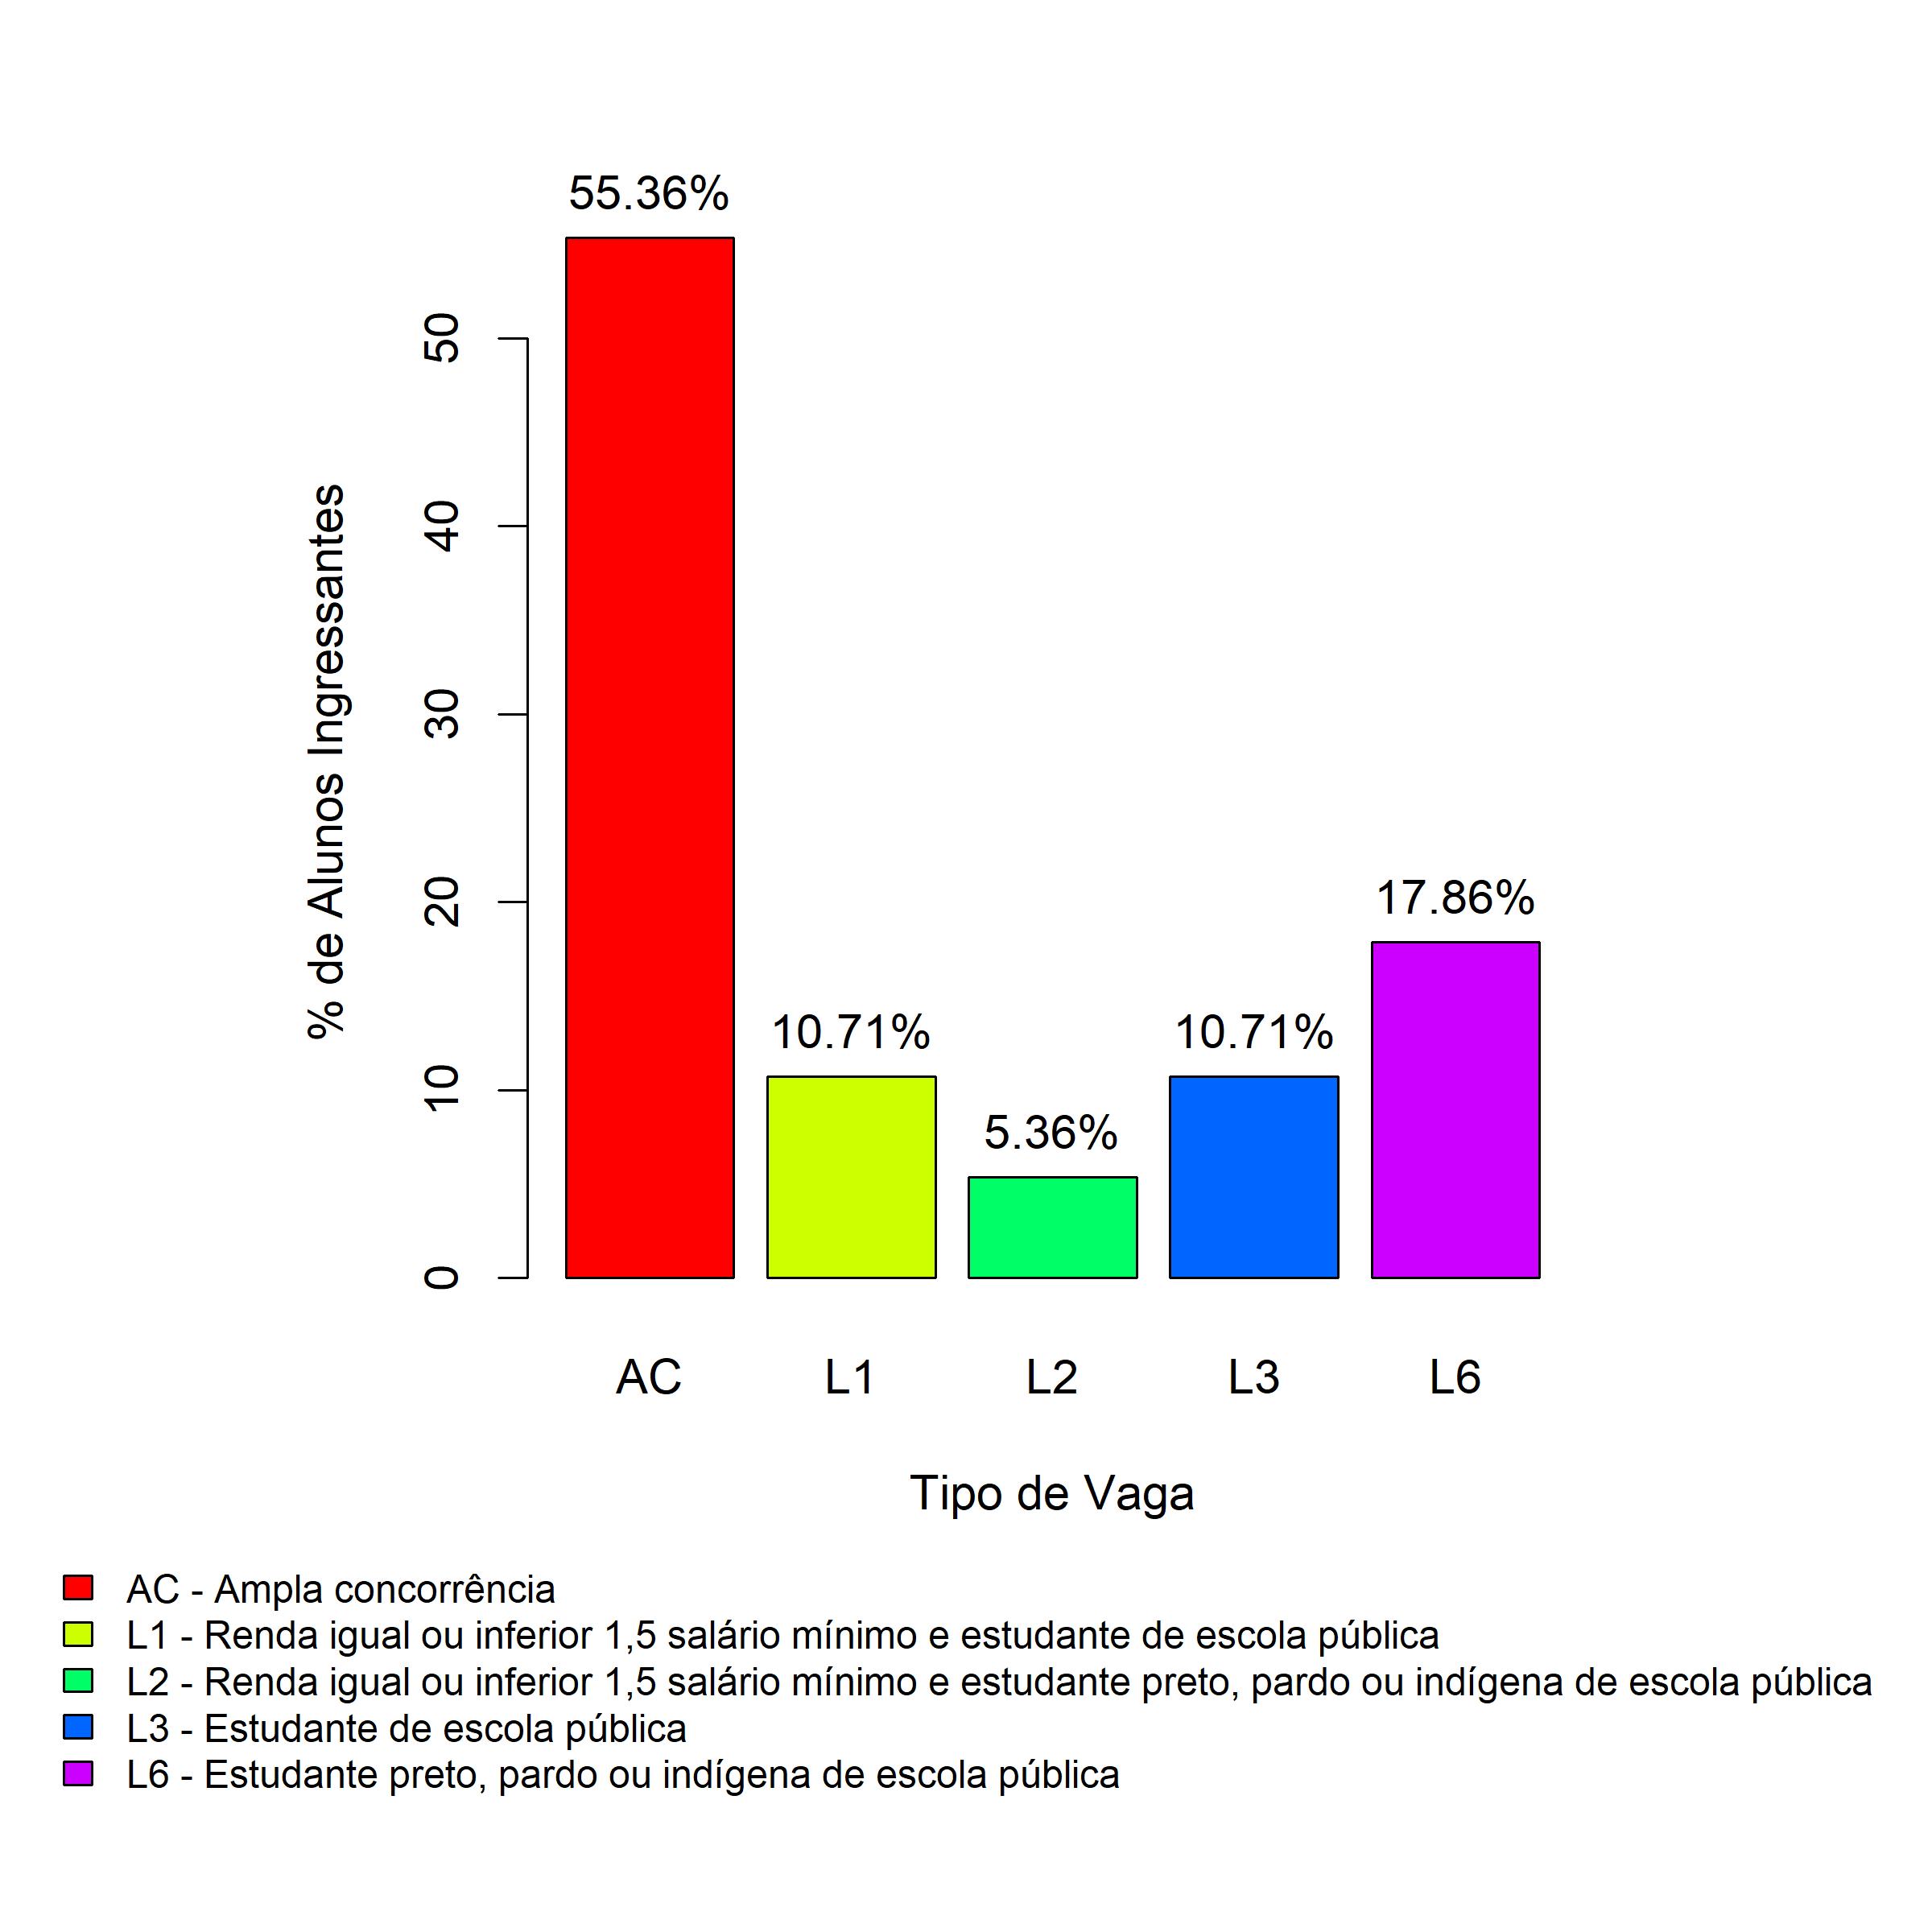 55.36%
50
40
30
20
10
0
% de Alunos Ingressantes
17.86%
10.71%
10.71%
5.36%
AC L1 L2 L3 L6
Tipo de Vaga
AC - Ampla concorrência
L1 - Renda igual ou inferior 1,5 salário mínimo e estudante de escola pública
L2 - Renda igual ou inferior 1,5 salário mínimo e estudante preto, pardo ou indígena de escola pública
L3 - Estudante de escola pública
L6 - Estudante preto, pardo ou indígena de escola pública